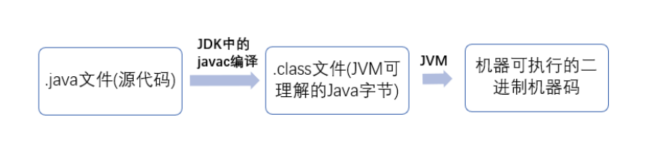 .java文件(源代码)
JDK中的
javac编译
.class文件(JVM可
理解的Java字节)
JVM
机器可执行的二
进制机器码